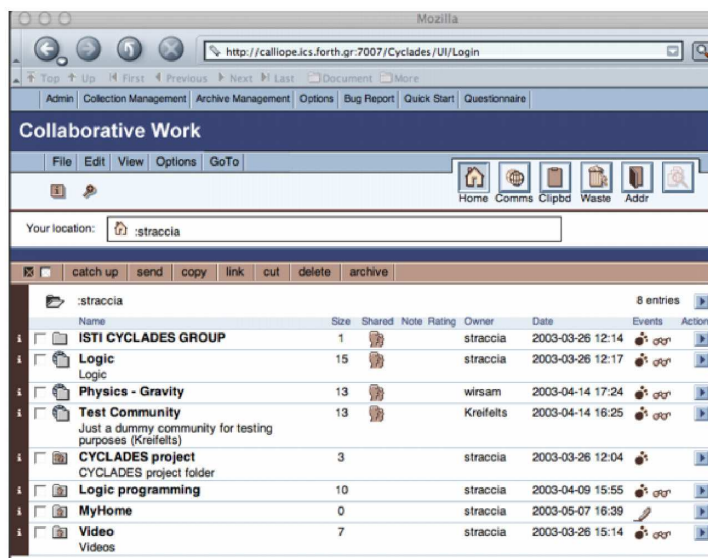 Mozilla
http://calliope.ics.forth.gr:7007/Cyclades/UI/Login
Top Up First Previous Next Last Document More
Admin Collection Management Archive Management Options Bug Report Quick Start Questionnaire
Collaborative Work
File Edit View Options GoTo
Home Comms Clipbd Waste Addr
Your location: :straccia
catch up send copy link cut delete archive
:straccia 8 entries
Name Size Shared Note Rating Owner Date Events Action
ISTI CYCLADES GROUP 1 straccia 2003-03-26 12:14
Logic 15 straccia 2003-03-26 12:17
Logic
Physics - Gravity 13 wirsam 2003-04-14 17:24
Test Community 13 Kreifelts 2003-04-14 16:25
Just a dummy community for testing
purposes (Kreifelts)
CYCLADES project 3 straccia 2003-03-26 12:04
CYCLADES project folder
Logic programming 10 straccia 2003-04-09 15:55
MyHome 0 straccia 2003-05-07 16:39
Video 7 straccia 2003-03-26 15:14
Videos